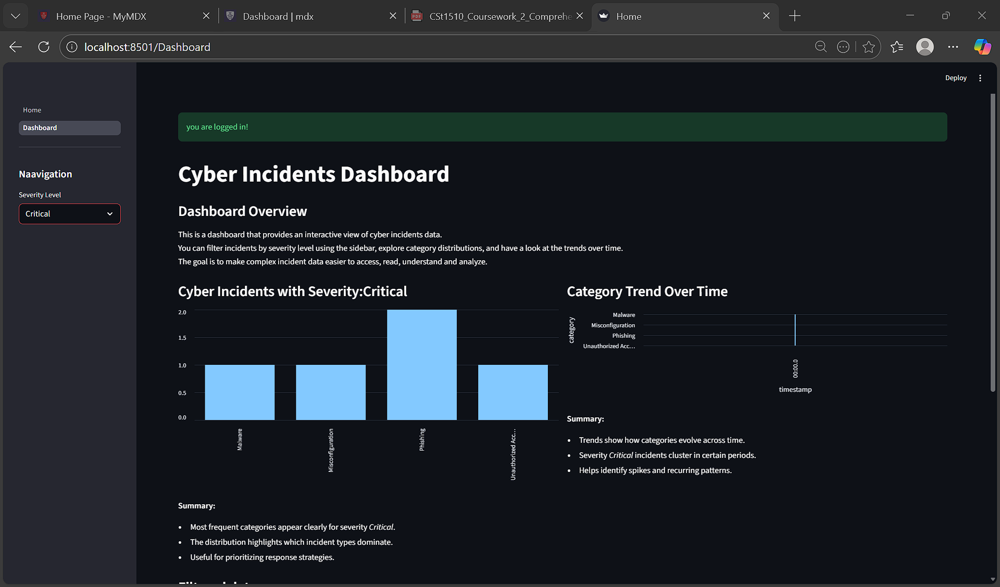 Home Page - MyMDX
Dashboard | mdx
CSt1510_Coursework_2_Comprehe
Home
localhost:8501/Dashboard
Deploy
Home
Dashboard
Naavigation
Severity Level
Critical
you are logged in!
Cyber Incidents Dashboard
Dashboard Overview
This is a dashboard that provides an interactive view of cyber incidents data.
You can filter incidents by severity level using the sidebar, explore category distributions, and have a look at the trends over time.
The goal is to make complex incident data easier to access, read, understand and analyze.
Cyber Incidents with Severity:Critical
2.0
1.5
1.0
0.5
0.0
Malware
Misconfiguration
Phishing
Unauthorized Acc...
Summary:
Most frequent categories appear clearly for severity Critical.
The distribution highlights which incident types dominate.
Useful for prioritizing response strategies.
Category Trend Over Time
category
Malware
Misconfiguration
Phishing
Unauthorized Acc...
00:00.0
timestamp
Summary:
Trends show how categories evolve across time.
Severity Critical incidents cluster in certain periods.
Helps identify spikes and recurring patterns.